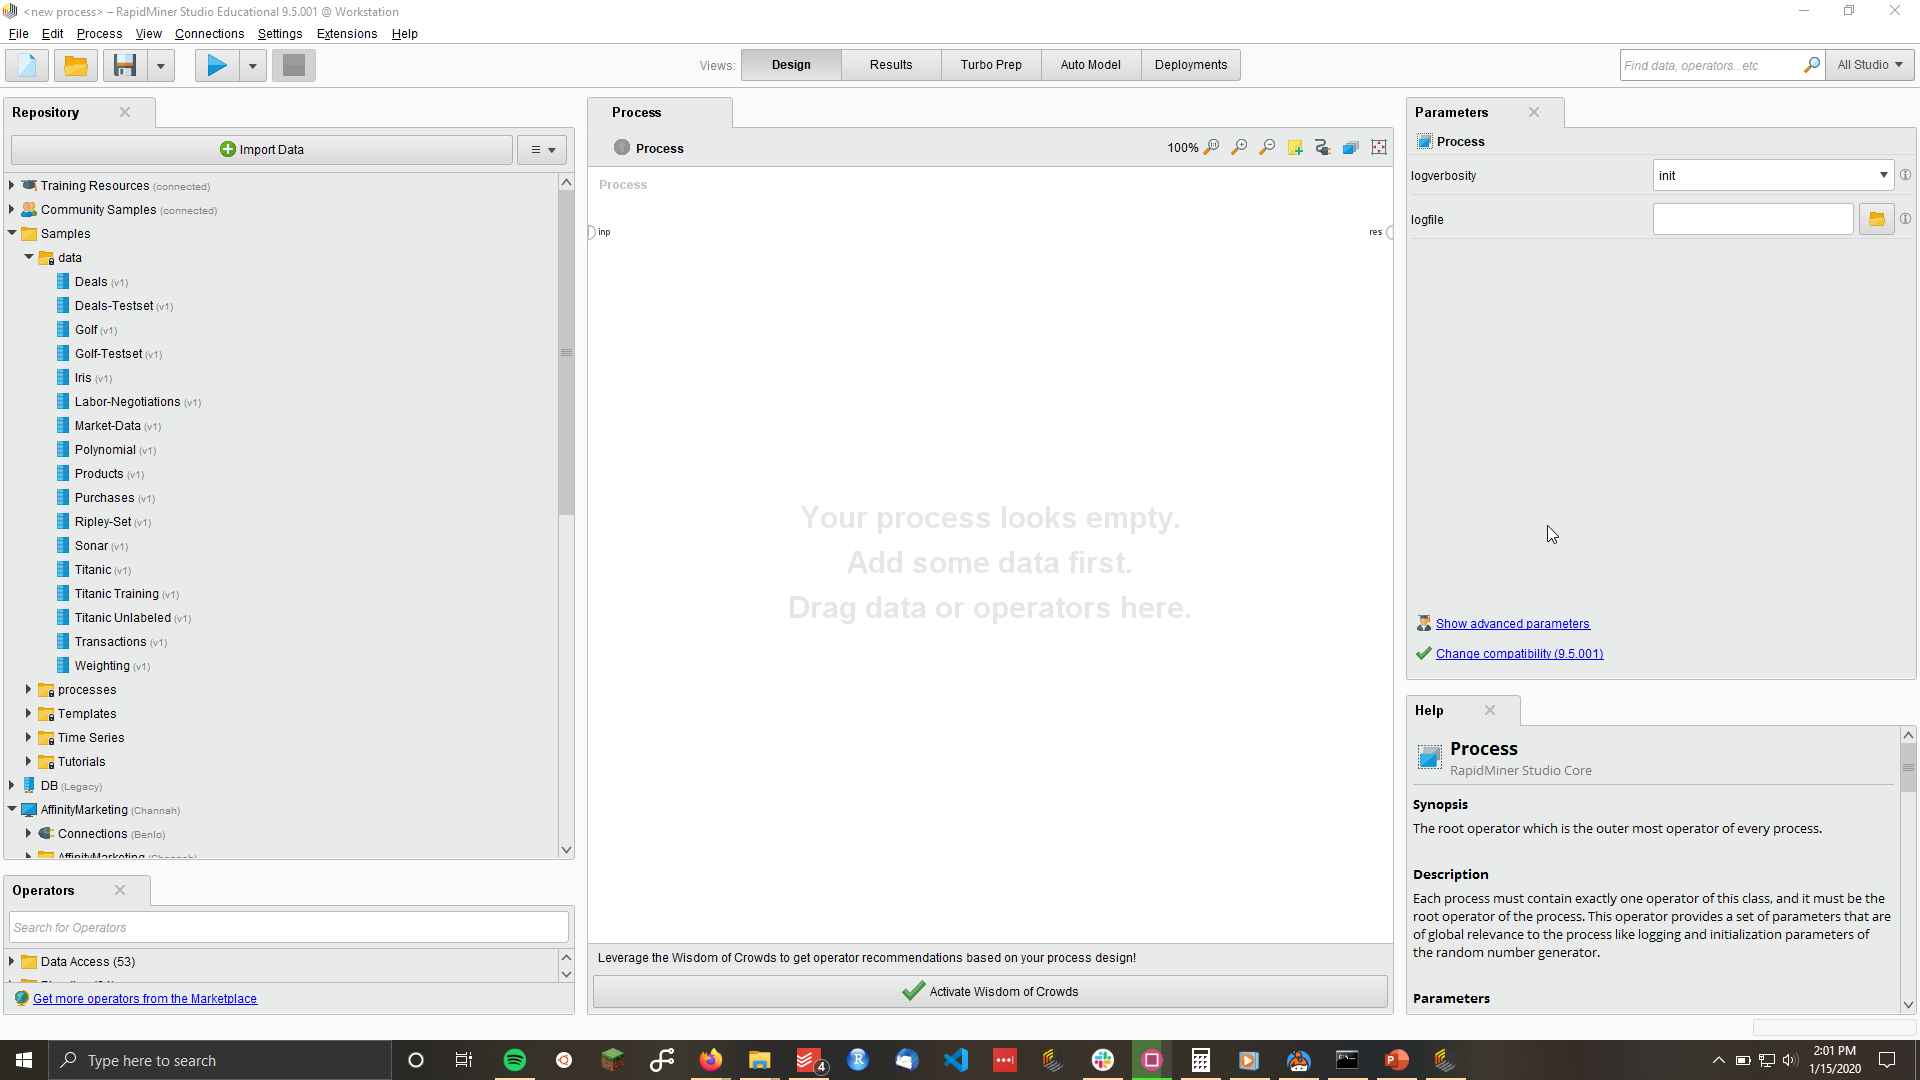 <new process> – RapidMiner Studio Educational 9.5.001 @ Workstation
File Edit Process View Connections Settings Extensions Help
Views: Design Results Turbo Prep Auto Model Deployments
Find data, operators...etc All Studio
Repository
Import Data
Training Resources (connected)
Community Samples (connected)
Samples
data
Deals (v1)
Deals-Testset (v1)
Golf (v1)
Golf-Testset (v1)
Iris (v1)
Labor-Negotiations (v1)
Market-Data (v1)
Polynomial (v1)
Products (v1)
Purchases (v1)
Ripley-Set (v1)
Sonar (v1)
Titanic (v1)
Titanic Training (v1)
Titanic Unlabeled (v1)
Transactions (v1)
Weighting (v1)
processes
Templates
Time Series
Tutorials
DB (Legacy)
AffinityMarketing (Channah)
Connections (Benlo)
AffinityMarketing (Channah)
Operators
Search for Operators
Data Access (53)
Get more operators from the Marketplace
Process
Process
100%
Process
inp
res
Your process looks empty.
Add some data first.
Drag data or operators here.
Leverage the Wisdom of Crowds to get operator recommendations based on your process design!
Activate Wisdom of Crowds
Parameters
Process
logverbosity init
logfile
Show advanced parameters
Change compatibility (9.5.001)
Help
Process
RapidMiner Studio Core
Synopsis
The root operator which is the outer most operator of every process.
Description
Each process must contain exactly one operator of this class, and it must be the
root operator of the process. This operator provides a set of parameters that are
of global relevance to the process like logging and initialization parameters of
the random number generator.
Parameters
Type here to search
4
2:01 PM
1/15/2020